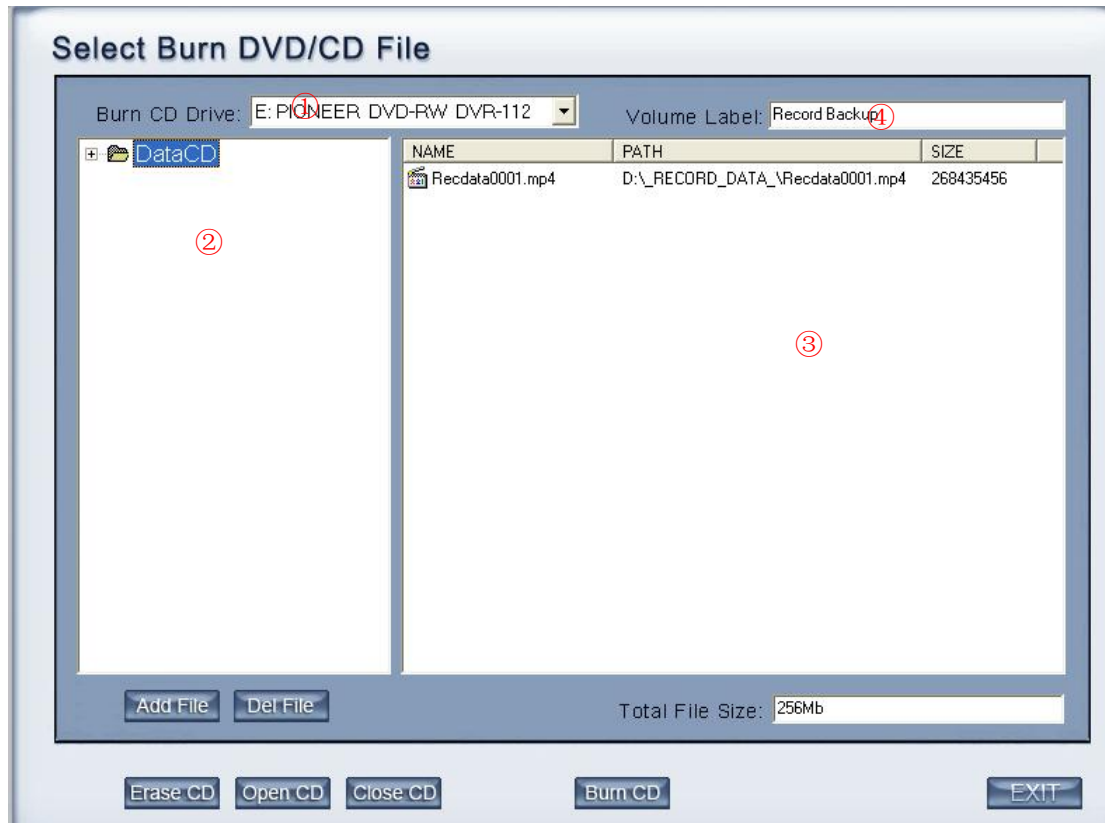 Select Burn DVD/CD File
Burn CD Drive: E: PIONEER DVD-RW DVR-112 ①
Volume Label: Record Backup ④
DataCD
②
NAME PATH SIZE
Recdata0001.mp4 D:\_RECORD_DATA_\Recdata0001.mp4 268435456
③
Add File Del File
Total File Size: 256Mb
Erase CD Open CD Close CD Burn CD EXIT